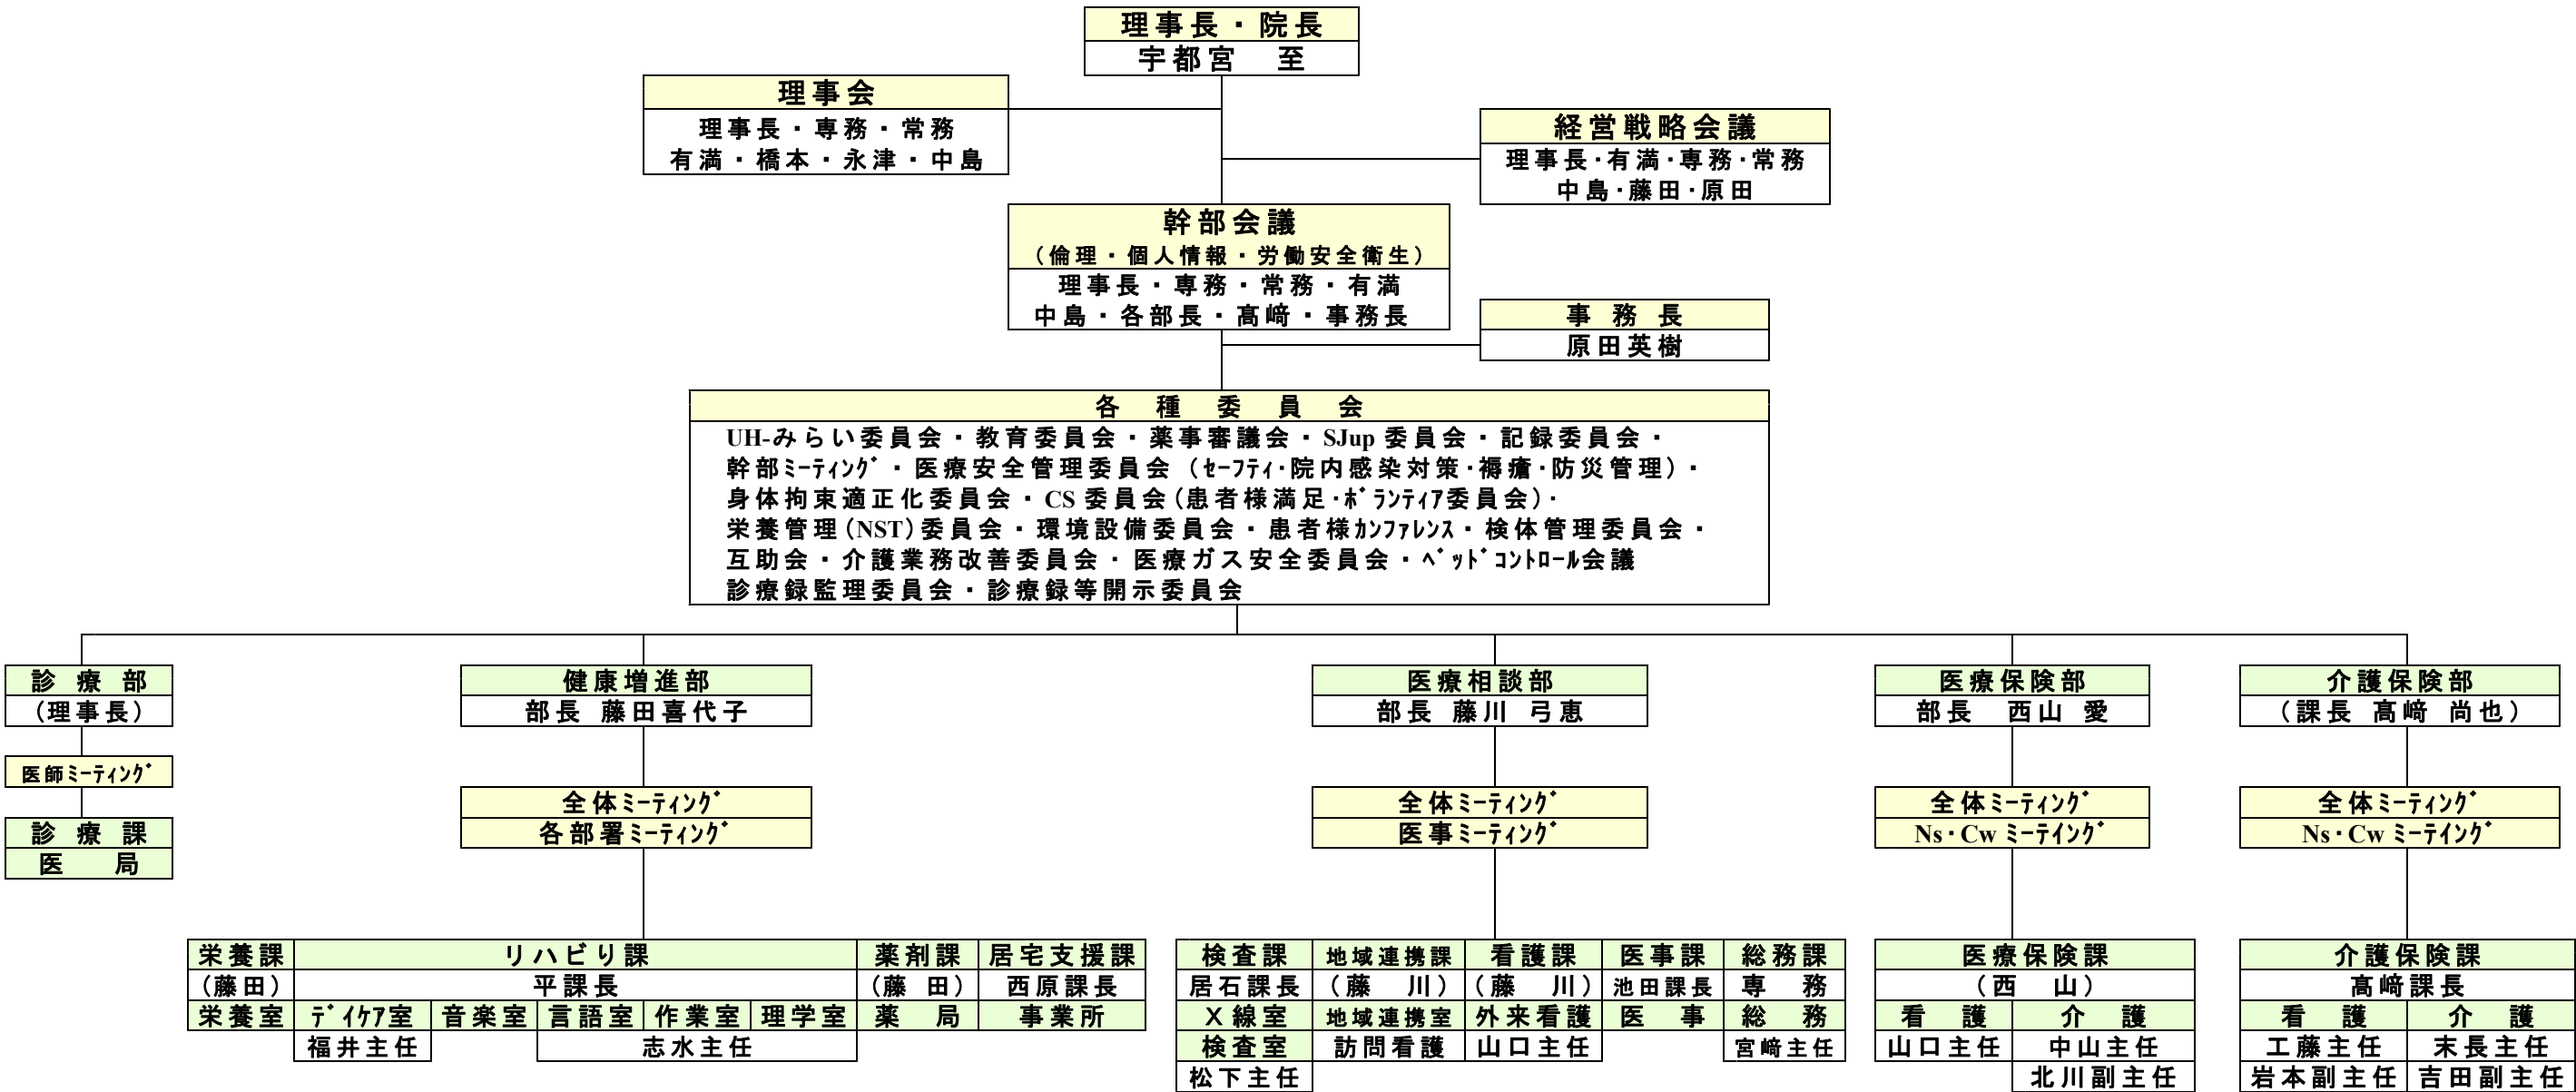 理事長・院長
宇都宮　至
理事会
理事長・専務・常務
有満・橋本・永津・中島
経営戦略会議
理事長・有満・専務・常務
中島・藤田・原田
幹部会議
（倫理・個人情報・労働安全衛生）
理事長・専務・常務・有満
中島・各部長・髙﨑・事務長
事　務　長
原田英樹
各　種　委　員　会
UH-みらい委員会・教育委員会・薬事審議会・SJup 委員会・記録委員会・
幹部ﾐｰﾃｨﾝｸﾞ・医療安全管理委員会（ｾｰﾌﾃｨ・院内感染対策・褥瘡・防災管理）・
身体拘束適正化委員会・CS 委員会（患者様満足・ﾎﾞﾗﾝﾃｨｱ委員会）・
栄養管理（NST）委員会・環境設備委員会・患者様ｶﾝﾌｧﾚﾝｽ・検体管理委員会・
互助会・介護業務改善委員会・医療ガス安全委員会・ﾍﾞｯﾄﾞｺﾝﾄﾛｰﾙ会議
診療録監理委員会・診療録等開示委員会
診　療　部
（理事長）
医師ﾐｰﾃｨﾝｸﾞ
診　療　課
医　　局
健康増進部
部長 藤田喜代子
全体ﾐｰﾃｨﾝｸﾞ
各部署ﾐｰﾃｨﾝｸﾞ
医療相談部
部長 藤川 弓恵
全体ﾐｰﾃｨﾝｸﾞ
医事ﾐｰﾃｨﾝｸﾞ
医療保険部
部長　西山 愛
全体ﾐｰﾃｨﾝｸﾞ
Ns・Cw ﾐｰﾃｲﾝｸﾞ
介護保険部
（課長 髙﨑 尚也）
全体ﾐｰﾃｨﾝｸﾞ
Ns・Cw ﾐｰﾃｲﾝｸﾞ
栄養課 リハビり課 薬剤課 居宅支援課
（藤田） 平課長 （藤　田） 西原課長
栄養室 ﾃﾞｲｹｱ室 音楽室 言語室 作業室 理学室 薬　局 事業所
福井主任 志水主任
検査課 地域連携課 看護課 医事課 総務課
居石課長 （藤　川） （藤　川） 池田課長 専　務
Ｘ線室 地域連携室 外来看護 医　事 総　務
検査室 訪問看護 山口主任 宮﨑主任
松下主任
医療保険課
（西　山）
看　護 介　護
山口主任 中山主任
北川副主任
介護保険課
髙﨑課長
看　護 介　護
工藤主任 末長主任
岩本副主任 吉田副主任